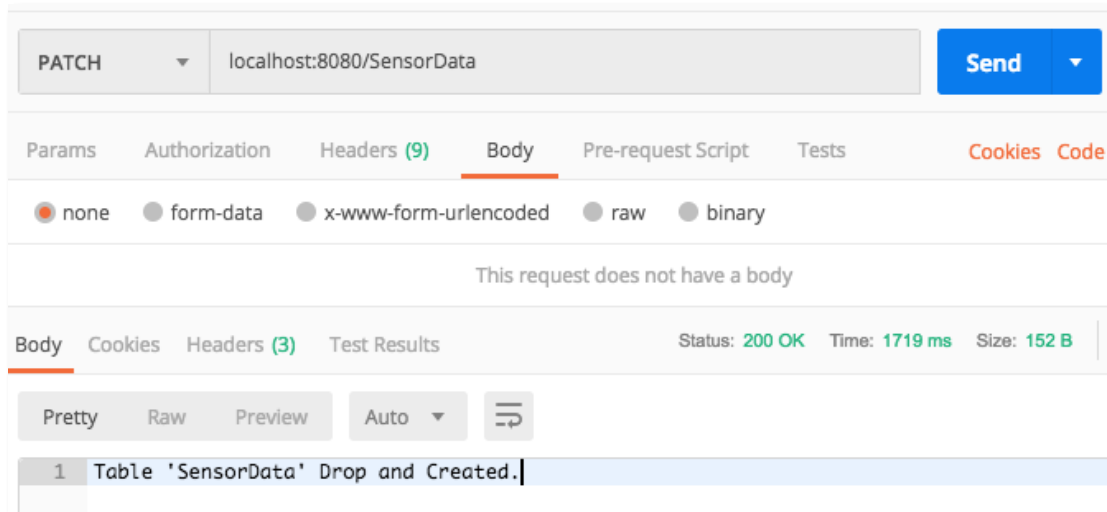 PATCH localhost:8080/SensorData Send
Params Authorization Headers (9) Body Pre-request Script Tests Cookies Code
none form-data x-www-form-urlencoded raw binary
This request does not have a body
Body Cookies Headers (3) Test Results Status: 200 OK Time: 1719 ms Size: 152 B
Pretty Raw Preview Auto
1 Table 'SensorData' Drop and Created.